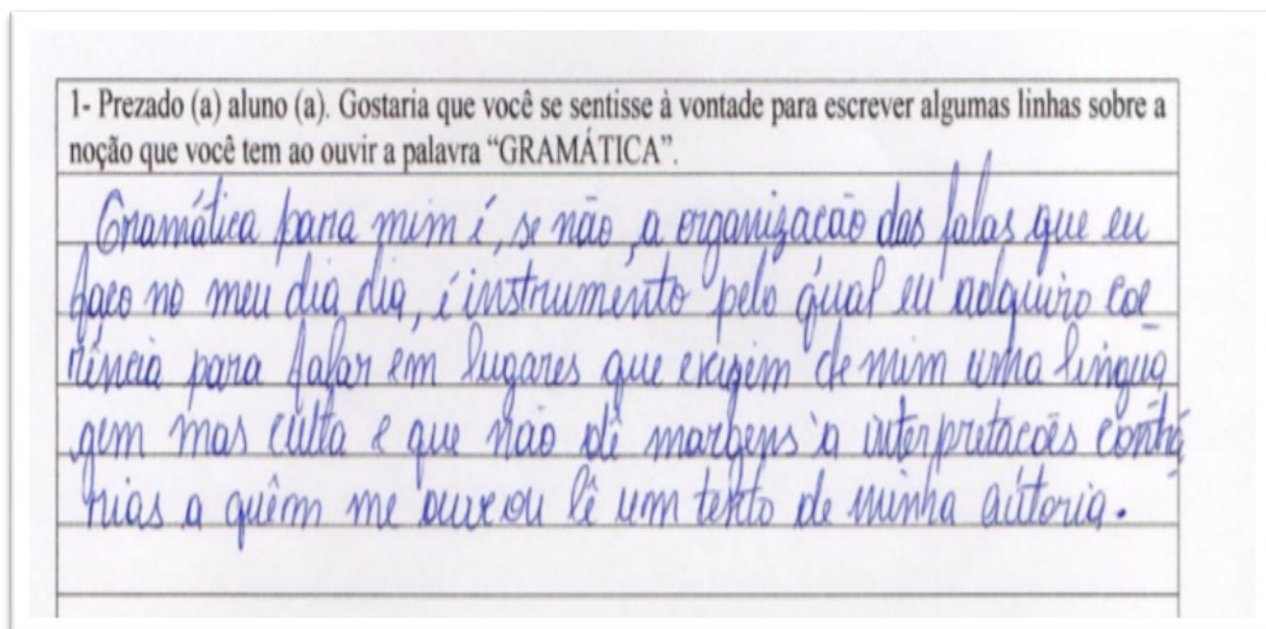 1- Prezado (a) aluno (a). Gostaria que você se sentisse à vontade para escrever algumas linhas sobre a
noção que você tem ao ouvir a palavra “GRAMÁTICA”.
Gramática para mim é, se não, a organização das falas que eu
faço no meu dia dia, é instrumento pelo qual eu adquiro coe
rência para falar em lugares que exigem de mim uma lingua
gem mas culta e que não dê margens à interpretacões contrá
rias a quêm me ouve ou lê um texto de minha autoria.